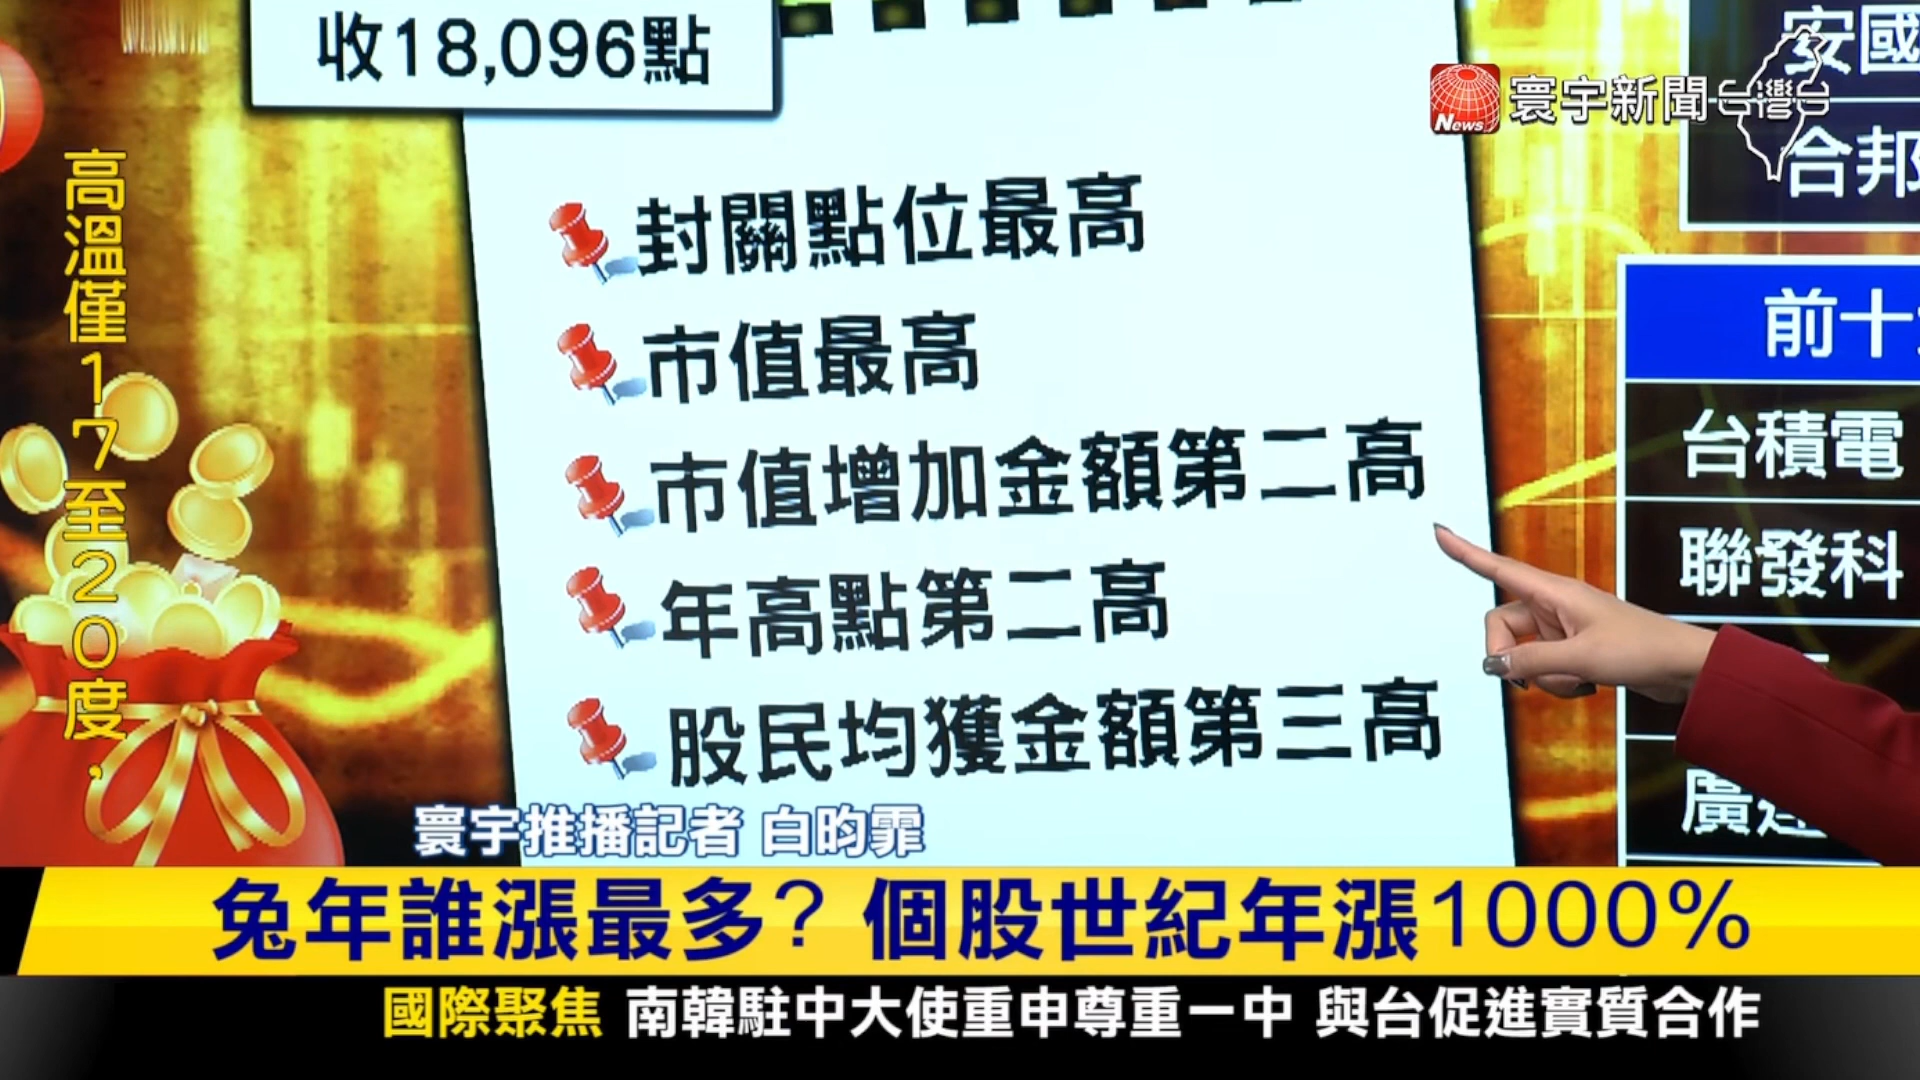 收18,096點
寰宇新聞 台灣台
News
安國
合邦
高溫僅17至20度，
封關點位最高
市值最高
市值增加金額第二高
年高點第二高
股民均獲金額第三高
前十
台積電
聯發科
廣達
寰宇推播記者 白昀霏
兔年誰漲最多? 個股世紀年漲1000%
國際聚焦 南韓駐中大使重申尊重一中 與台促進實質合作